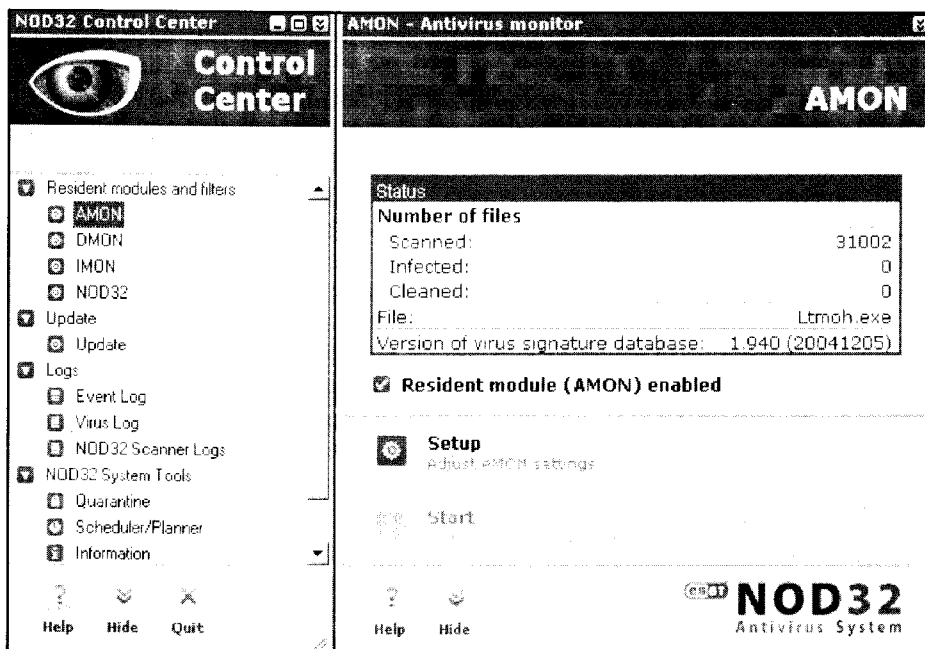 NOD32 Control Center
Control
Center
Resident modules and filters
AMON
DMON
IMON
NOD32
Update
Update
Logs
Event Log
Virus Log
NOD32 Scanner Logs
NOD32 System Tools
Quarantine
Scheduler/Planner
Information
?
Help
Hide
Quit
AMON - Antivirus monitor
AMON
Status
Number of files
Scanned: 31002
Infected: 0
Cleaned: 0
File: Ltmoh.exe
Version of virus signature database: 1.940 (20041205)
Resident module (AMON) enabled
Setup
Adjust AMON settings
Start
?
Help
Hide
eset NOD32
Antivirus System